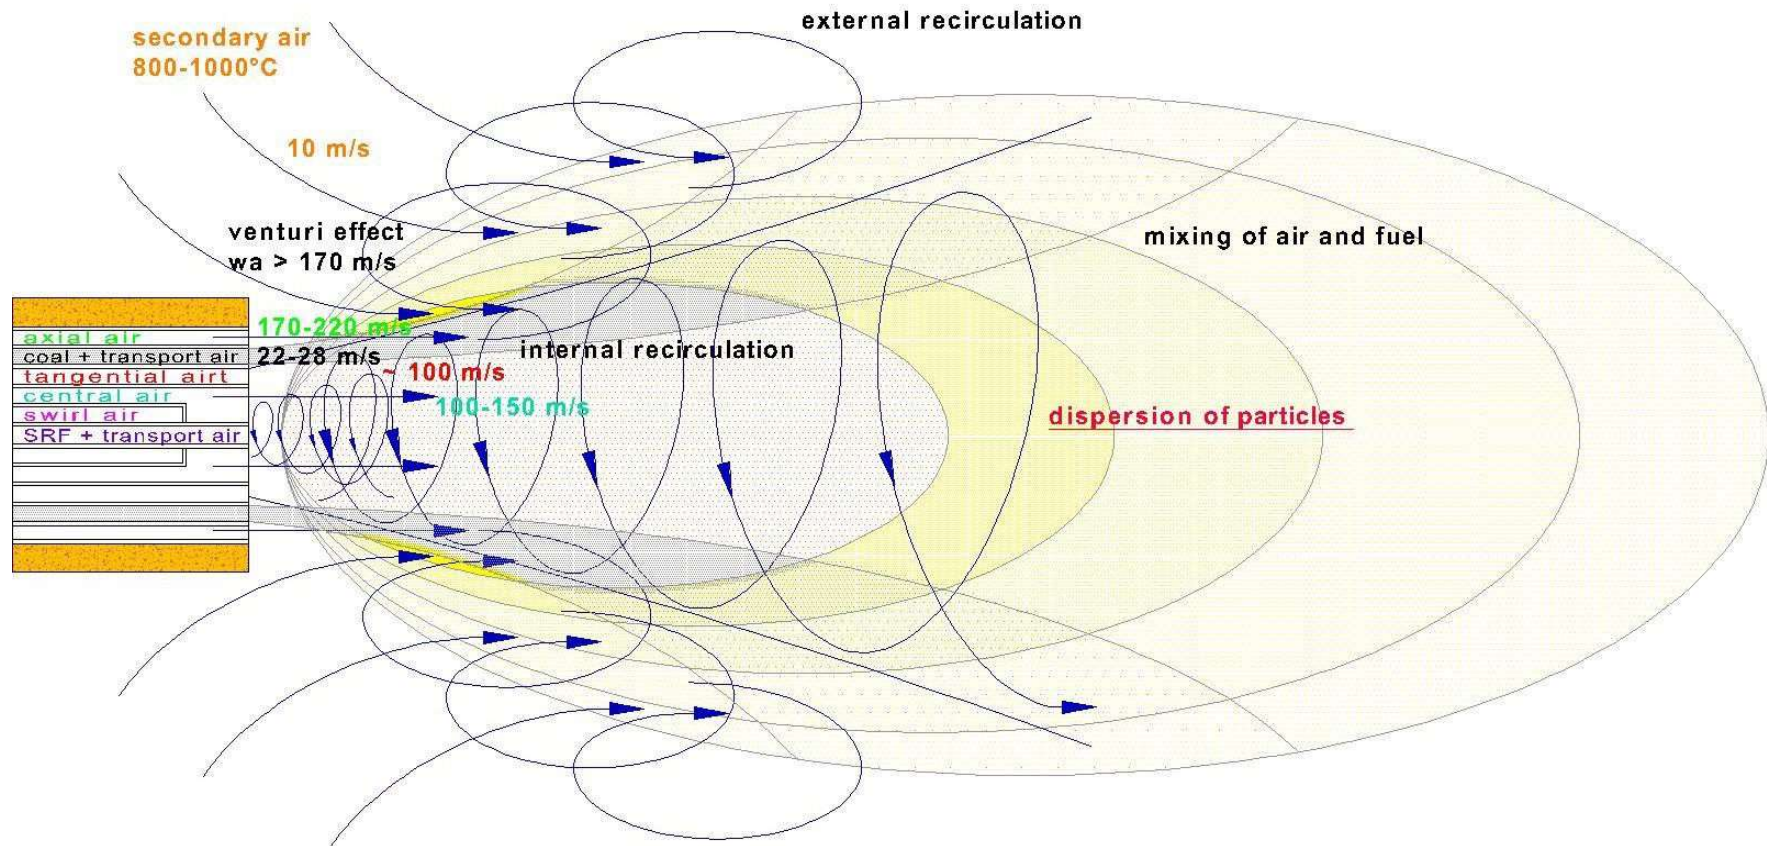 external recirculation
secondary air
800-1000°C
10 m/s
venturi effect
wa > 170 m/s
mixing of air and fuel
170-220 m/s
axial air
22-28 m/s
coal + transport air
internal recirculation
~ 100 m/s
tangential airt
central air
100-150 m/s
swirl air
dispersion of particles
SRF + transport air